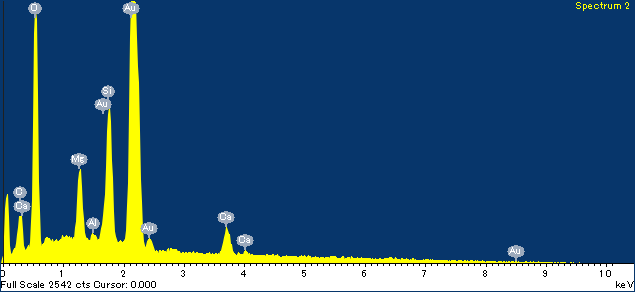 Spectrum 2
O
Au
Si
Au
Mg
C
Ca
Al
Au
Ca
Ca
Au
0 1 2 3 4 5 6 7 8 9 10
Full Scale 2542 cts Cursor: 0.000 keV